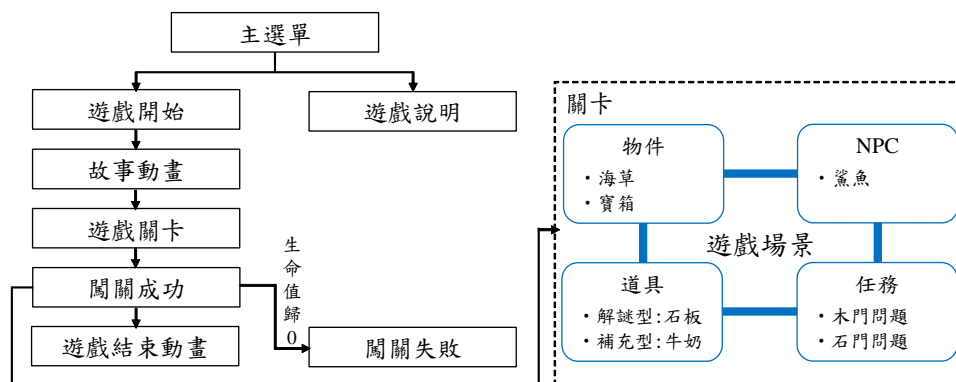 主選單
遊戲開始
遊戲說明
故事動畫
遊戲關卡
闖關成功
生命值歸0
遊戲結束動畫
闖關失敗
關卡
物件
・海草
・寶箱
NPC
・鯊魚
遊戲場景
道具
・解謎型:石板
・補充型:牛奶
任務
・木門問題
・石門問題